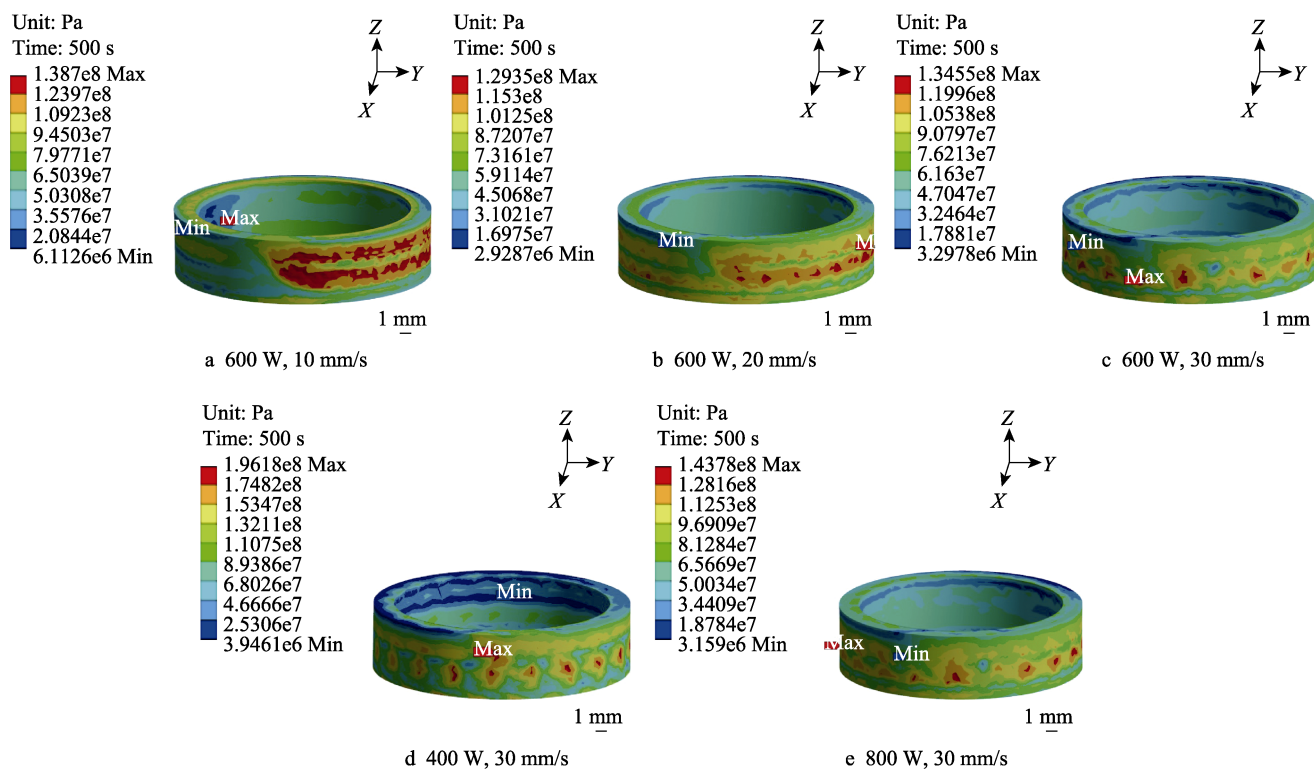 Unit: Pa
Time: 500 s
1.387e8 Max
1.2397e8
1.0923e8
9.4503e7
7.9771e7
6.5039e7
5.0308e7
3.5576e7
2.0844e7
6.1126e6 Min
Z
Y
X
Max
Min
1 mm
a 600 W, 10 mm/s
Unit: Pa
Time: 500 s
1.2935e8 Max
1.153e8
1.0125e8
8.7207e7
7.3161e7
5.9114e7
4.5068e7
3.1021e7
1.6975e7
2.9287e6 Min
Z
Y
X
Min
M
1 mm
b 600 W, 20 mm/s
Unit: Pa
Time: 500 s
1.3455e8 Max
1.1996e8
1.0538e8
9.0797e7
7.6213e7
6.163e7
4.7047e7
3.2464e7
1.7881e7
3.2978e6 Min
Z
Y
X
Min
Max
1 mm
c 600 W, 30 mm/s
Unit: Pa
Time: 500 s
1.9618e8 Max
1.7482e8
1.5347e8
1.3211e8
1.1075e8
8.9386e7
6.8026e7
4.6666e7
2.5306e7
3.9461e6 Min
Z
Y
X
Min
Max
1 mm
d 400 W, 30 mm/s
Unit: Pa
Time: 500 s
1.4378e8 Max
1.2816e8
1.1253e8
9.6909e7
8.1284e7
6.5669e7
5.0034e7
3.4409e7
1.8784e7
3.159e6 Min
Z
Y
X
Max
Min
1 mm
e 800 W, 30 mm/s